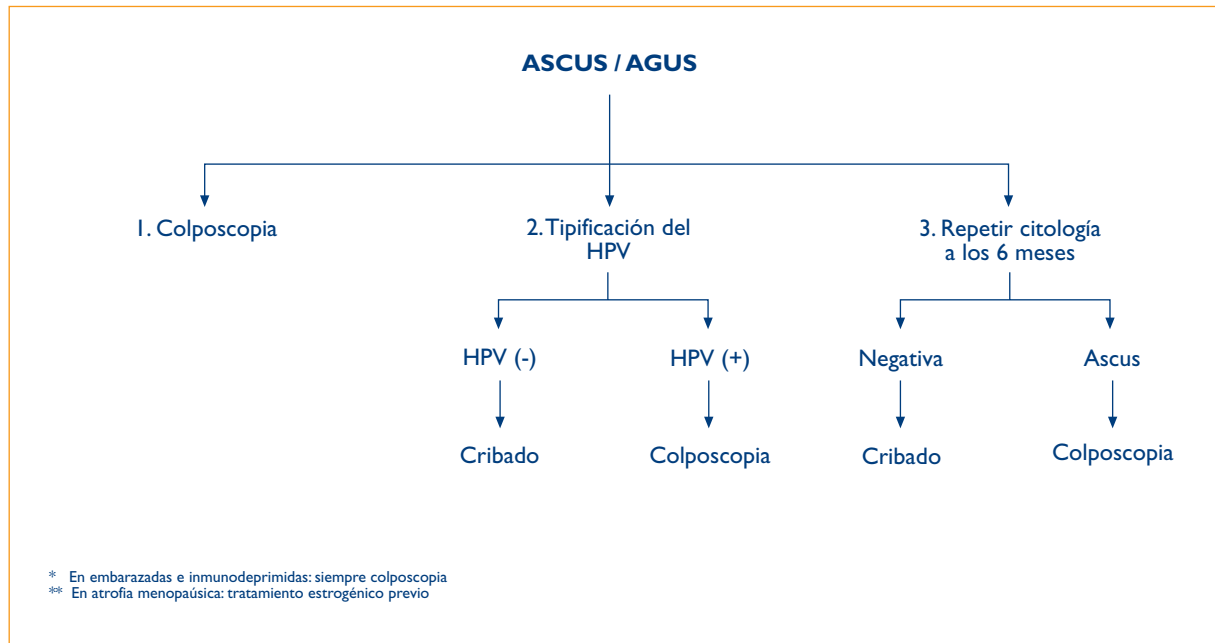 ASCUS / AGUS
1. Colposcopia
2. Tipificación del
HPV
3. Repetir citología
a los 6 meses
HPV (-)
HPV (+)
Negativa
Ascus
Cribado
Colposcopia
Cribado
Colposcopia
* En embarazadas e inmunodeprimidas: siempre colposcopia
** En atrofia menopaúsica: tratamiento estrogénico previo